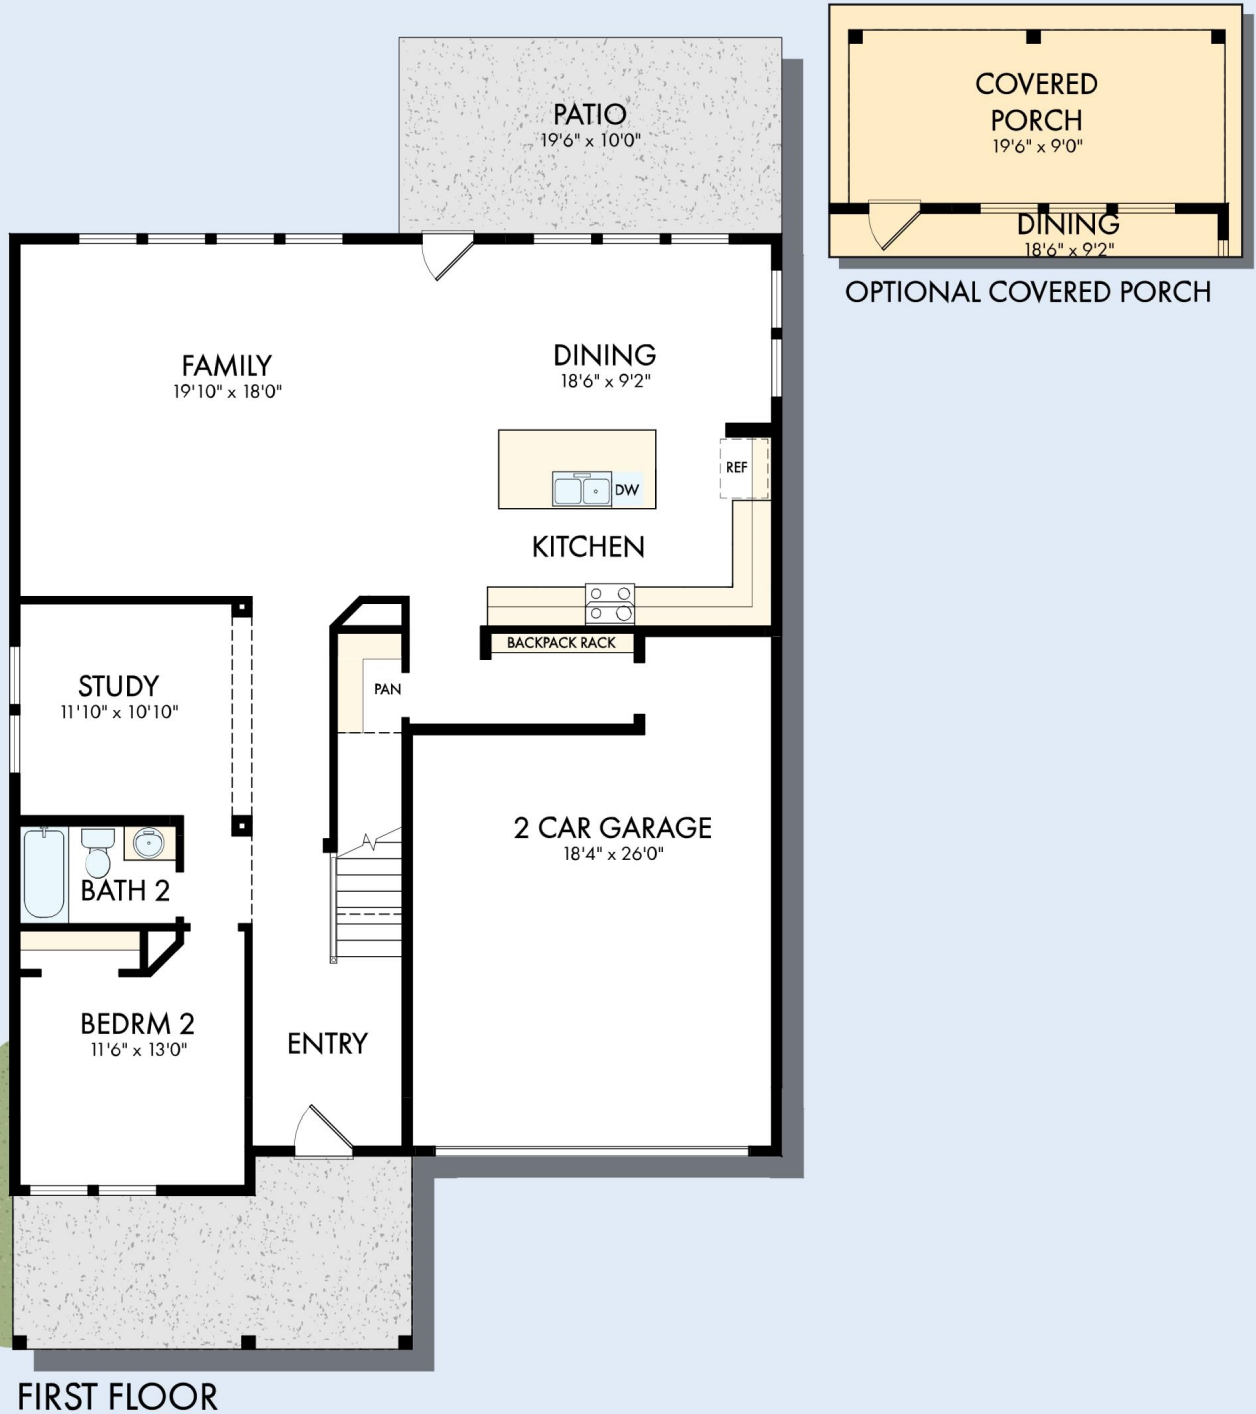 PATIO
19'6" x 10'0"
COVERED
PORCH
19'6" x 9'0"
DINING
18'6" x 9'2"
OPTIONAL COVERED PORCH
FAMILY
19'10" x 18'0"
DINING
18'6" x 9'2"
REF
DW
KITCHEN
BACKPACK RACK
PAN
STUDY
11'10" x 10'10"
2 CAR GARAGE
18'4" x 26'0"
BATH 2
BEDRM 2
11'6" x 13'0"
ENTRY
FIRST FLOOR